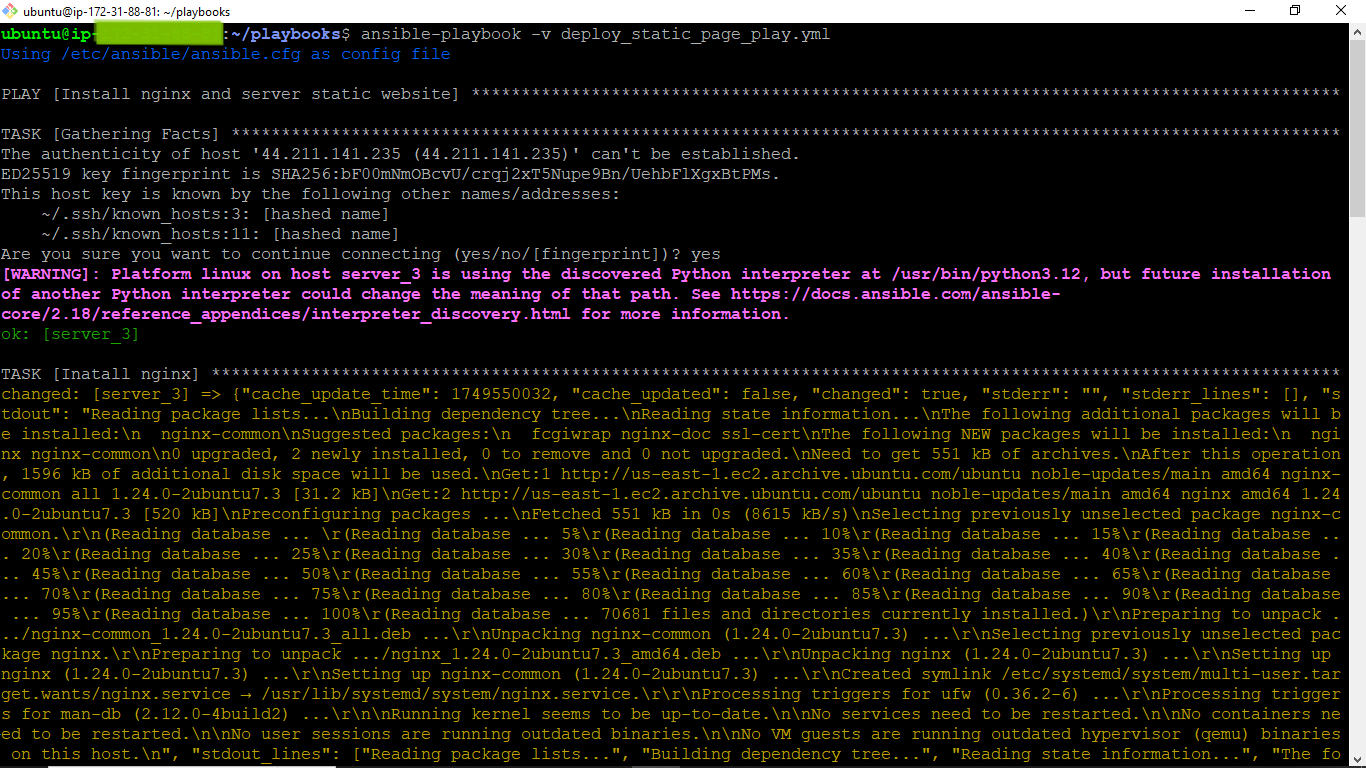 ubuntu@ip-172-31-88-81: ~/playbooks
ubuntu@ip-:~/playbooks$ ansible-playbook -v deploy_static_page_play.yml
Using /etc/ansible/ansible.cfg as config file
PLAY [Install nginx and server static website] ***************************************************************************************
TASK [Gathering Facts] ***************************************************************************************************************
The authenticity of host '44.211.141.235 (44.211.141.235)' can't be established.
ED25519 key fingerprint is SHA256:bF00mNmOBcvU/crqj2xT5Nupe9Bn/UehbFlXgxBtPMs.
This host key is known by the following other names/addresses:
    ~/.ssh/known_hosts:3: [hashed name]
    ~/.ssh/known_hosts:11: [hashed name]
Are you sure you want to continue connecting (yes/no/[fingerprint])? yes
[WARNING]: Platform linux on host server_3 is using the discovered Python interpreter at /usr/bin/python3.12, but future installation
of another Python interpreter could change the meaning of that path. See https://docs.ansible.com/ansible-
core/2.18/reference_appendices/interpreter_discovery.html for more information.
ok: [server_3]
TASK [Inatall nginx] *****************************************************************************************************************
changed: [server_3] => {"cache_update_time": 1749550032, "cache_updated": false, "changed": true, "stderr": "", "stderr_lines": [], "s
tdout": "Reading package lists...\nBuilding dependency tree...\nReading state information...\nThe following additional packages will b
e installed:\n  nginx-common\nSuggested packages:\n  fcgiwrap nginx-doc ssl-cert\nThe following NEW packages will be installed:\n  ngi
nx nginx-common\n0 upgraded, 2 newly installed, 0 to remove and 0 not upgraded.\nNeed to get 551 kB of archives.\nAfter this operation
, 1596 kB of additional disk space will be used.\nGet:1 http://us-east-1.ec2.archive.ubuntu.com/ubuntu noble-updates/main amd64 nginx-
common all 1.24.0-2ubuntu7.3 [31.2 kB]\nGet:2 http://us-east-1.ec2.archive.ubuntu.com/ubuntu noble-updates/main amd64 nginx amd64 1.24
.0-2ubuntu7.3 [520 kB]\nPreconfiguring packages ...\nFetched 551 kB in 0s (8615 kB/s)\nSelecting previously unselected package nginx-c
ommon.\r\n(Reading database ... \r(Reading database ... 5%\r(Reading database ... 10%\r(Reading database ... 15%\r(Reading database ..
. 20%\r(Reading database ... 25%\r(Reading database ... 30%\r(Reading database ... 35%\r(Reading database ... 40%\r(Reading database .
.. 45%\r(Reading database ... 50%\r(Reading database ... 55%\r(Reading database ... 60%\r(Reading database ... 65%\r(Reading database 
... 70%\r(Reading database ... 75%\r(Reading database ... 80%\r(Reading database ... 85%\r(Reading database ... 90%\r(Reading database
 ... 95%\r(Reading database ... 100%\r(Reading database ... 70681 files and directories currently installed.)\r\nPreparing to unpack .
../nginx-common_1.24.0-2ubuntu7.3_all.deb ...\r\nUnpacking nginx-common (1.24.0-2ubuntu7.3) ...\r\nSelecting previously unselected pac
kage nginx.\r\nPreparing to unpack .../nginx_1.24.0-2ubuntu7.3_amd64.deb ...\r\nUnpacking nginx (1.24.0-2ubuntu7.3) ...\r\nSetting up 
nginx (1.24.0-2ubuntu7.3) ...\r\nSetting up nginx-common (1.24.0-2ubuntu7.3) ...\r\nCreated symlink /etc/systemd/system/multi-user.tar
get.wants/nginx.service → /usr/lib/systemd/system/nginx.service.\r\r\nProcessing triggers for ufw (0.36.2-6) ...\r\nProcessing trigger
s for man-db (2.12.0-4build2) ...\r\n\nRunning kernel seems to be up-to-date.\n\nNo services need to be restarted.\n\nNo containers ne
ed to be restarted.\n\nNo user sessions are running outdated binaries.\n\nNo VM guests are running outdated hypervisor (qemu) binaries
 on this host.\n", "stdout_lines": ["Reading package lists...", "Building dependency tree...", "Reading state information...", "The fo